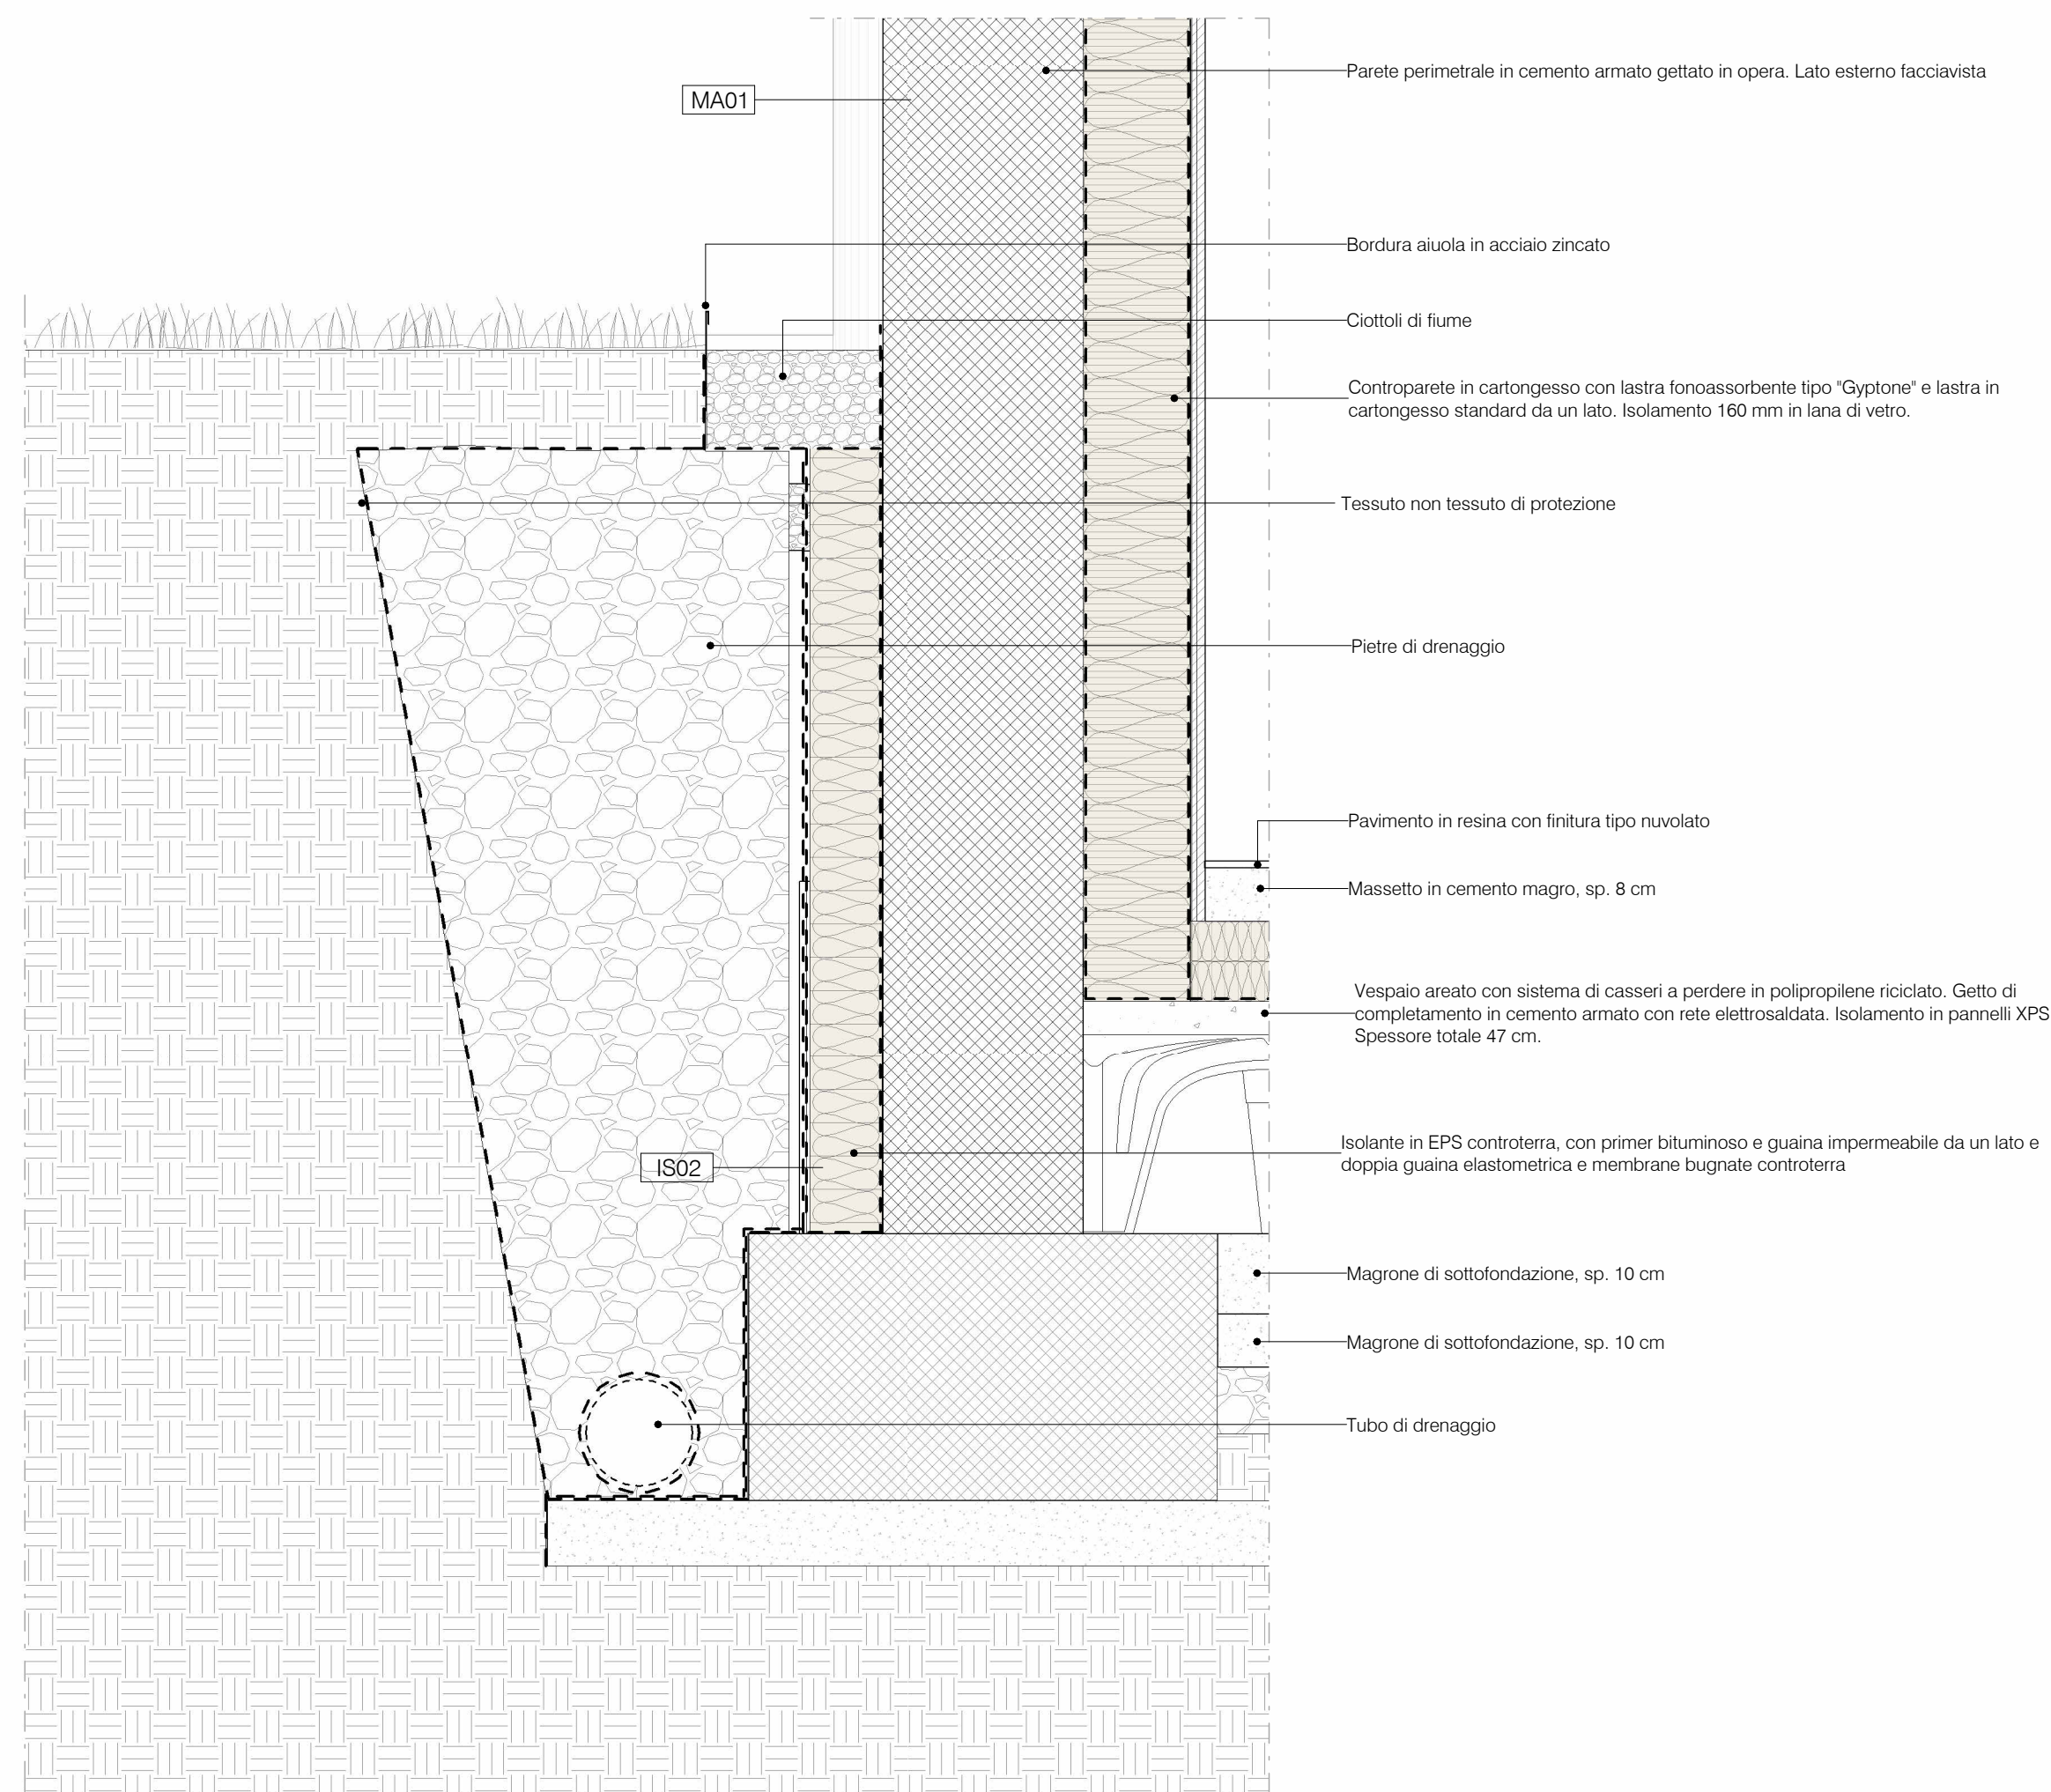 Parete perimetrale in cemento armato gettato in opera. Lato esterno facciavista
MA01
Bordura aiuola in acciaio zincato
Ciottoli di fiume
Controparete in cartongesso con lastra fonoassorbente tipo "Gyptone" e lastra in
cartongesso standard da un lato. Isolamento 160 mm in lana di vetro.
Tessuto non tessuto di protezione
Pietre di drenaggio
Pavimento in resina con finitura tipo nuvolato
Massetto in cemento magro, sp. 8 cm
Vespaio areato con sistema di casseri a perdere in polipropilene riciclato. Getto di
completamento in cemento armato con rete elettrosaldata. Isolamento in pannelli XPS
Spessore totale 47 cm.
Isolante in EPS controterra, con primer bituminoso e guaina impermeabile da un lato e
doppia guaina elastometrica e membrane bugnate controterra
IS02
Magrone di sottofondazione, sp. 10 cm
Magrone di sottofondazione, sp. 10 cm
Tubo di drenaggio